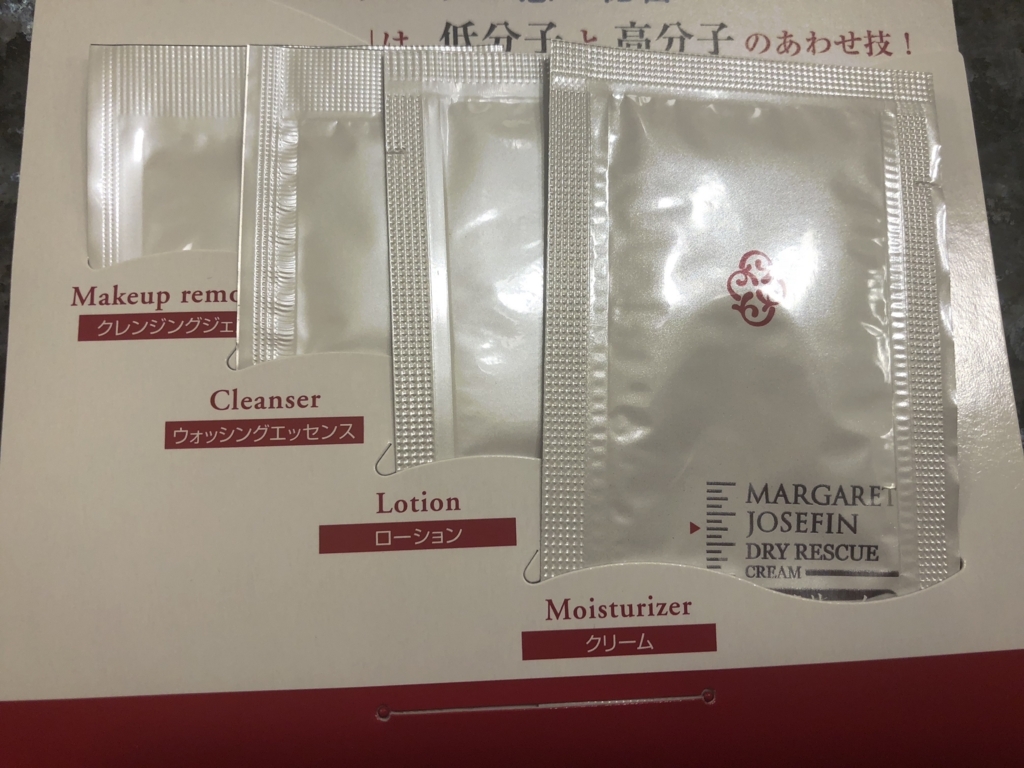 は、低分子と高分子のあわせ技！
Makeup remo
クレンジングジェ
Cleanser
ウォッシングエッセンス
Lotion
ローション
MARGARET
JOSEFIN
DRY RESCUE
CREAM
Moisturizer
クリーム